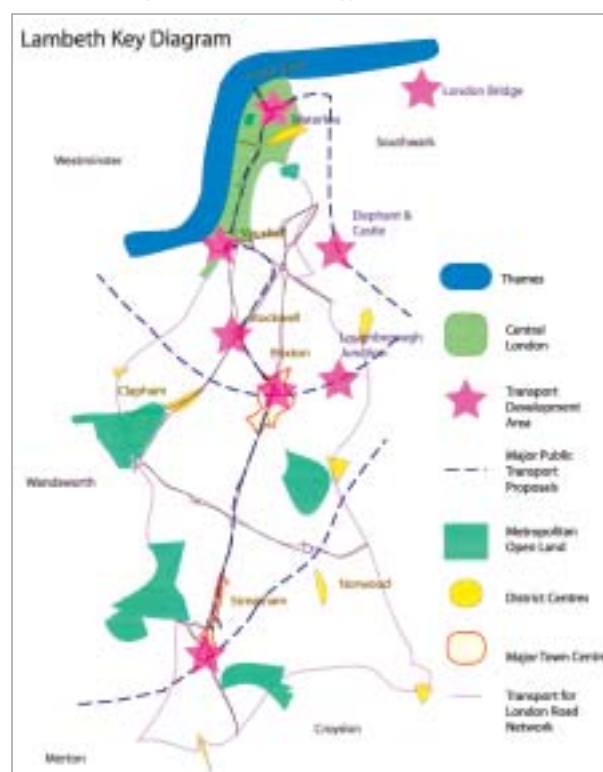 Lambeth Key Diagram
London Bridge
Waterloo
Southwark
Westminster
Elephant &
Castle
Vauxhall
Thames
Stockwell
Loughborough
Junction
Brixton
Central
London
Clapham
Transport
Development
Area
Major Public
Transport
Proposals
Wandsworth
Metropolitan
Open Land
Norwood
Streatham
District Centres
Major Town Centre
Transport for
London Road
Network
Croydon
Merton